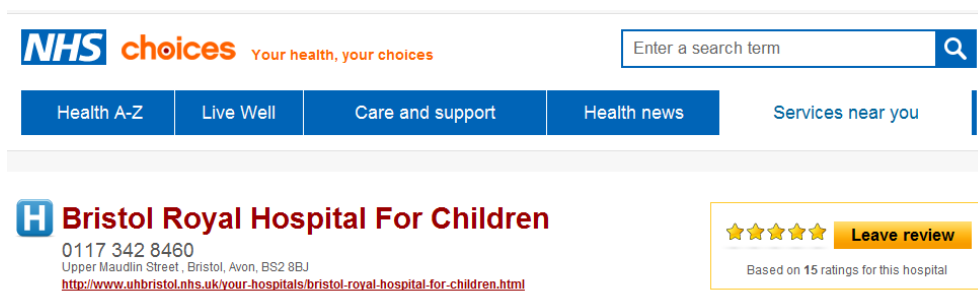 NHS choices Your health, your choices
Enter a search term
Health A-Z Live Well Care and support Health news Services near you
H Bristol Royal Hospital For Children
0117 342 8460
Upper Maudlin Street , Bristol, Avon, BS2 8BJ
http://www.uhbristol.nhs.uk/your-hospitals/bristol-royal-hospital-for-children.html
Leave review
Based on 15 ratings for this hospital